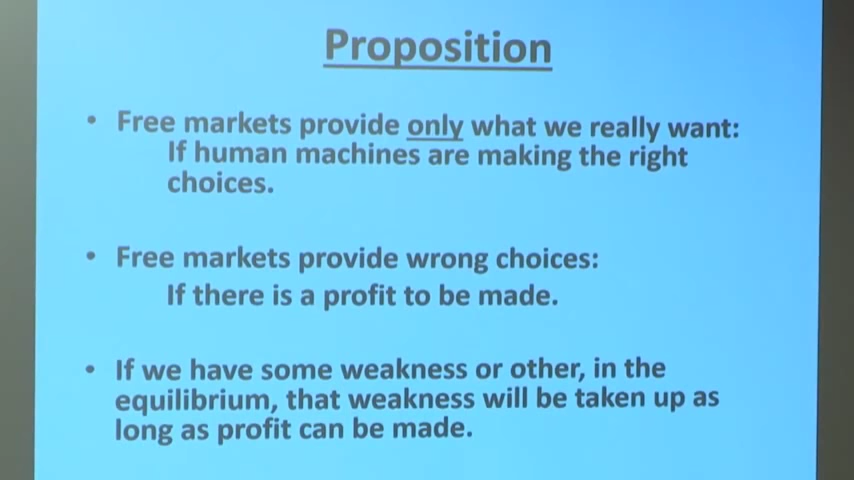 Proposition
• Free markets provide only what we really want:
If human machines are making the right
choices.
• Free markets provide wrong choices:
If there is a profit to be made.
• If we have some weakness or other, in the
equilibrium, that weakness will be taken up as
long as profit can be made.